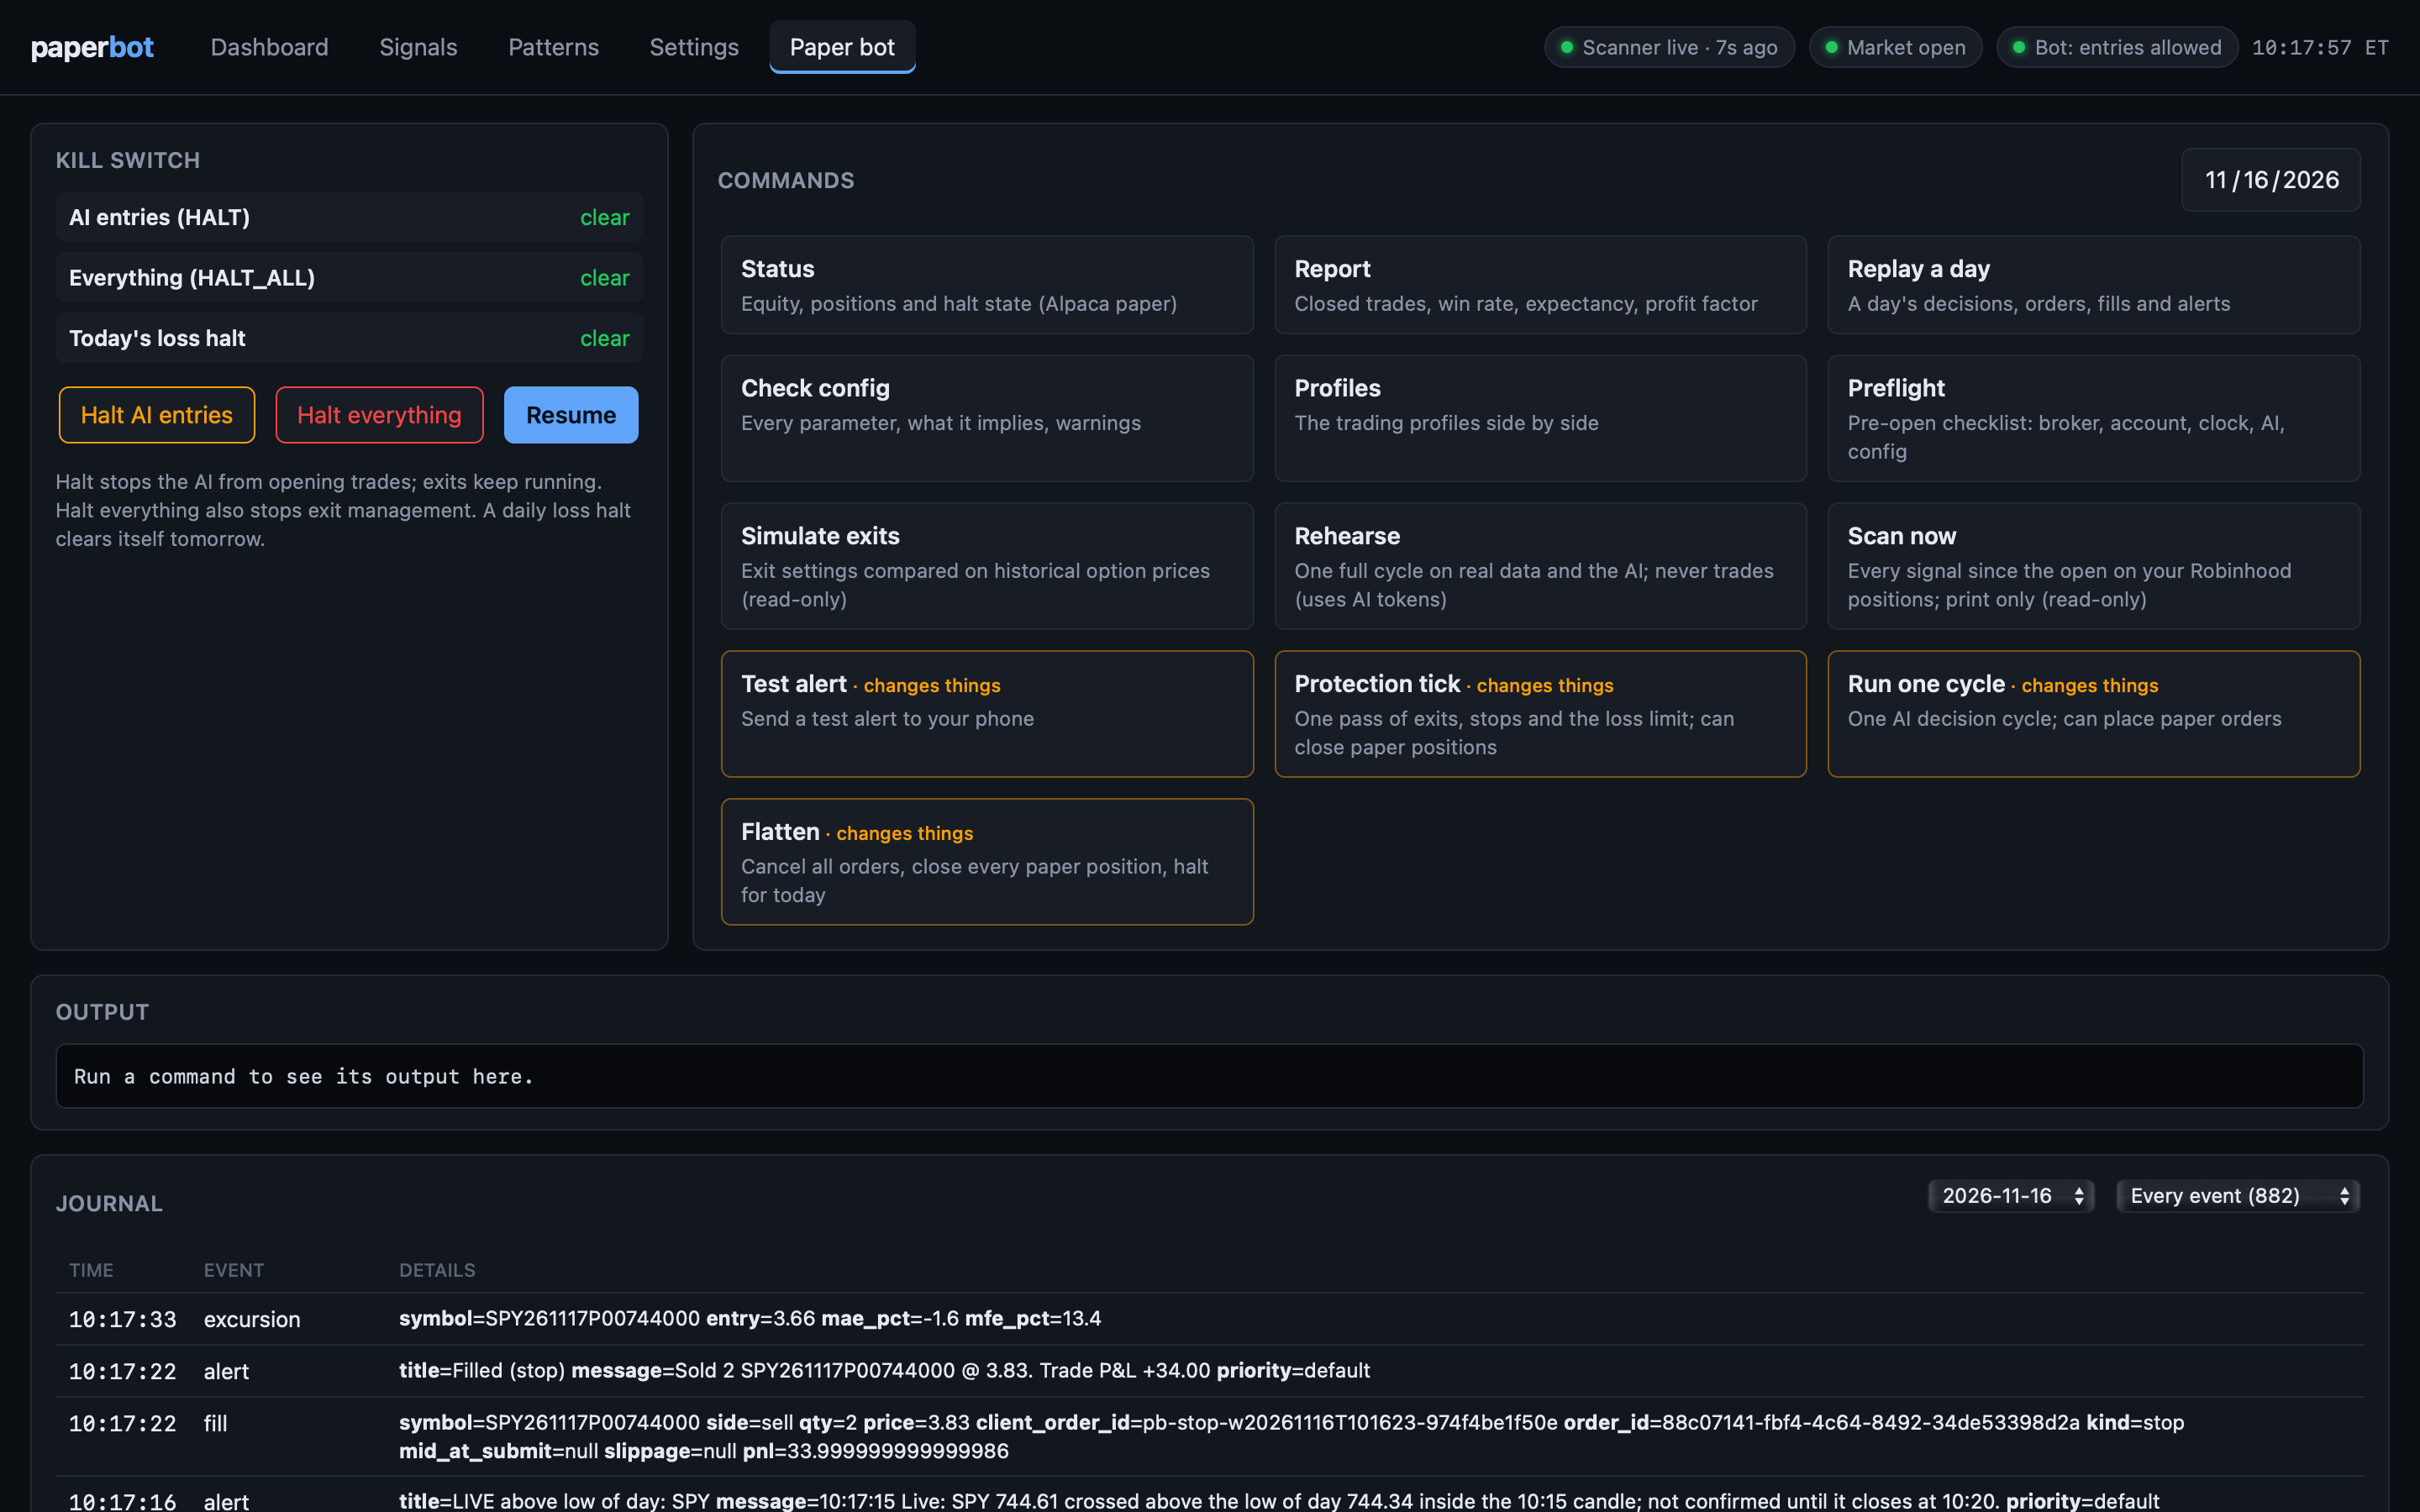 paperbot
Dashboard
Signals
Patterns
Settings
Paper bot
Scanner live · 7s ago
Market open
Bot: entries allowed
10:17:57 ET
KILL SWITCH
AI entries (HALT) clear
Everything (HALT_ALL) clear
Today's loss halt clear
Halt AI entries
Halt everything
Resume
Halt stops the AI from opening trades; exits keep running.
Halt everything also stops exit management. A daily loss halt
clears itself tomorrow.
COMMANDS
11/16/2026
Status
Equity, positions and halt state (Alpaca paper)
Report
Closed trades, win rate, expectancy, profit factor
Replay a day
A day's decisions, orders, fills and alerts
Check config
Every parameter, what it implies, warnings
Profiles
The trading profiles side by side
Preflight
Pre-open checklist: broker, account, clock, AI,
config
Simulate exits
Exit settings compared on historical option prices
(read-only)
Rehearse
One full cycle on real data and the AI; never trades
(uses AI tokens)
Scan now
Every signal since the open on your Robinhood
positions; print only (read-only)
Test alert · changes things
Send a test alert to your phone
Protection tick · changes things
One pass of exits, stops and the loss limit; can
close paper positions
Run one cycle · changes things
One AI decision cycle; can place paper orders
Flatten · changes things
Cancel all orders, close every paper position, halt
for today
OUTPUT
Run a command to see its output here.
JOURNAL
2026-11-16
Every event (882)
TIME EVENT DETAILS
10:17:33 excursion symbol=SPY261117P00744000 entry=3.66 mae_pct=-1.6 mfe_pct=13.4
10:17:22 alert title=Filled (stop) message=Sold 2 SPY261117P00744000 @ 3.83. Trade P&L +34.00 priority=default
10:17:22 fill symbol=SPY261117P00744000 side=sell qty=2 price=3.83 client_order_id=pb-stop-w20261116T101623-974f4be1f50e order_id=88c07141-fbf4-4c64-8492-34de53398d2a kind=stop
mid_at_submit=null slippage=null pnl=33.999999999999986
10:17:16 alert title=LIVE above low of day: SPY message=10:17:15 Live: SPY 744.61 crossed above the low of day 744.34 inside the 10:15 candle; not confirmed until it closes at 10:20. priority=default